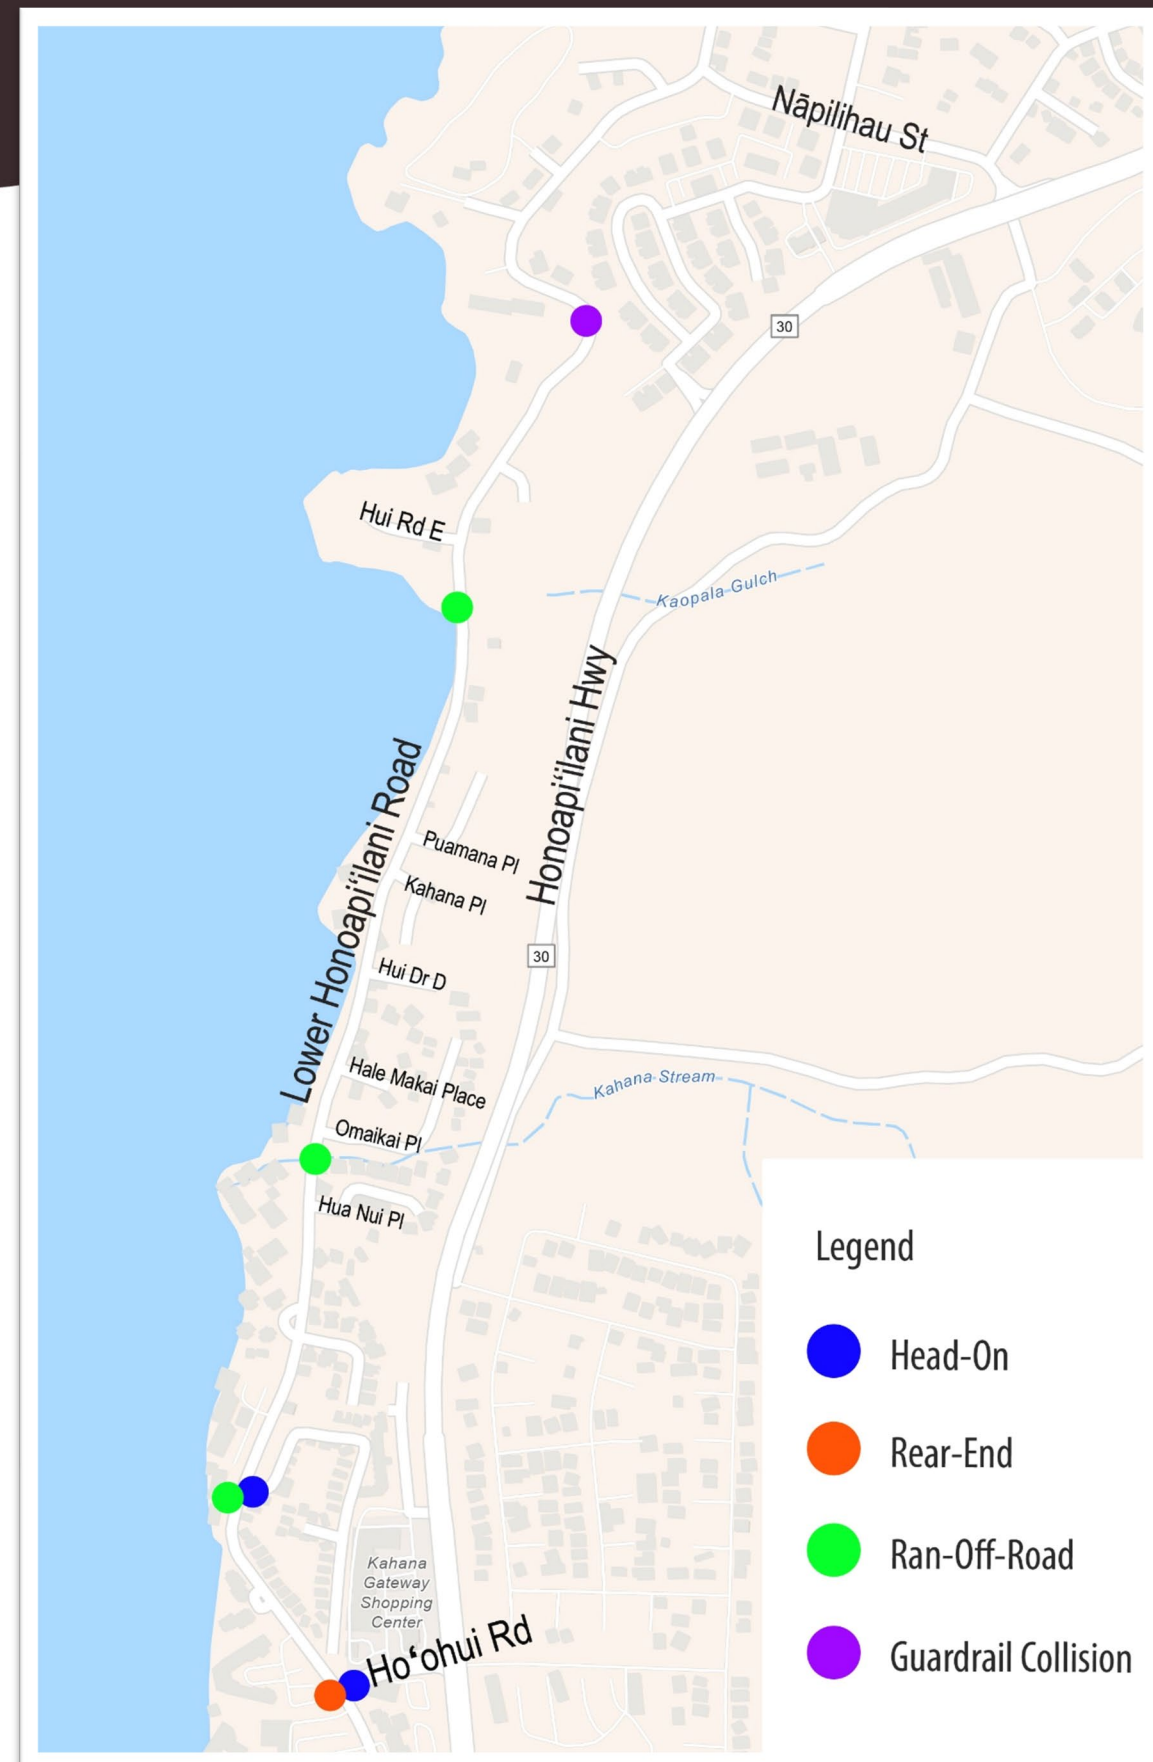 Nāpilihau St
30
Hui Rd E
Kaopala Gulch
Honoapiʻilani Hwy
Lower Honoapiʻilani Road
Puamana Pl
Kahana Pl
30
Hui Dr D
Hale Makai Place
Kahana Stream
Omaikai Pl
Hua Nui Pl
Kahana
Gateway
Shopping
Center
Hoʻohui Rd
Legend
Head-On
Rear-End
Ran-Off-Road
Guardrail Collision